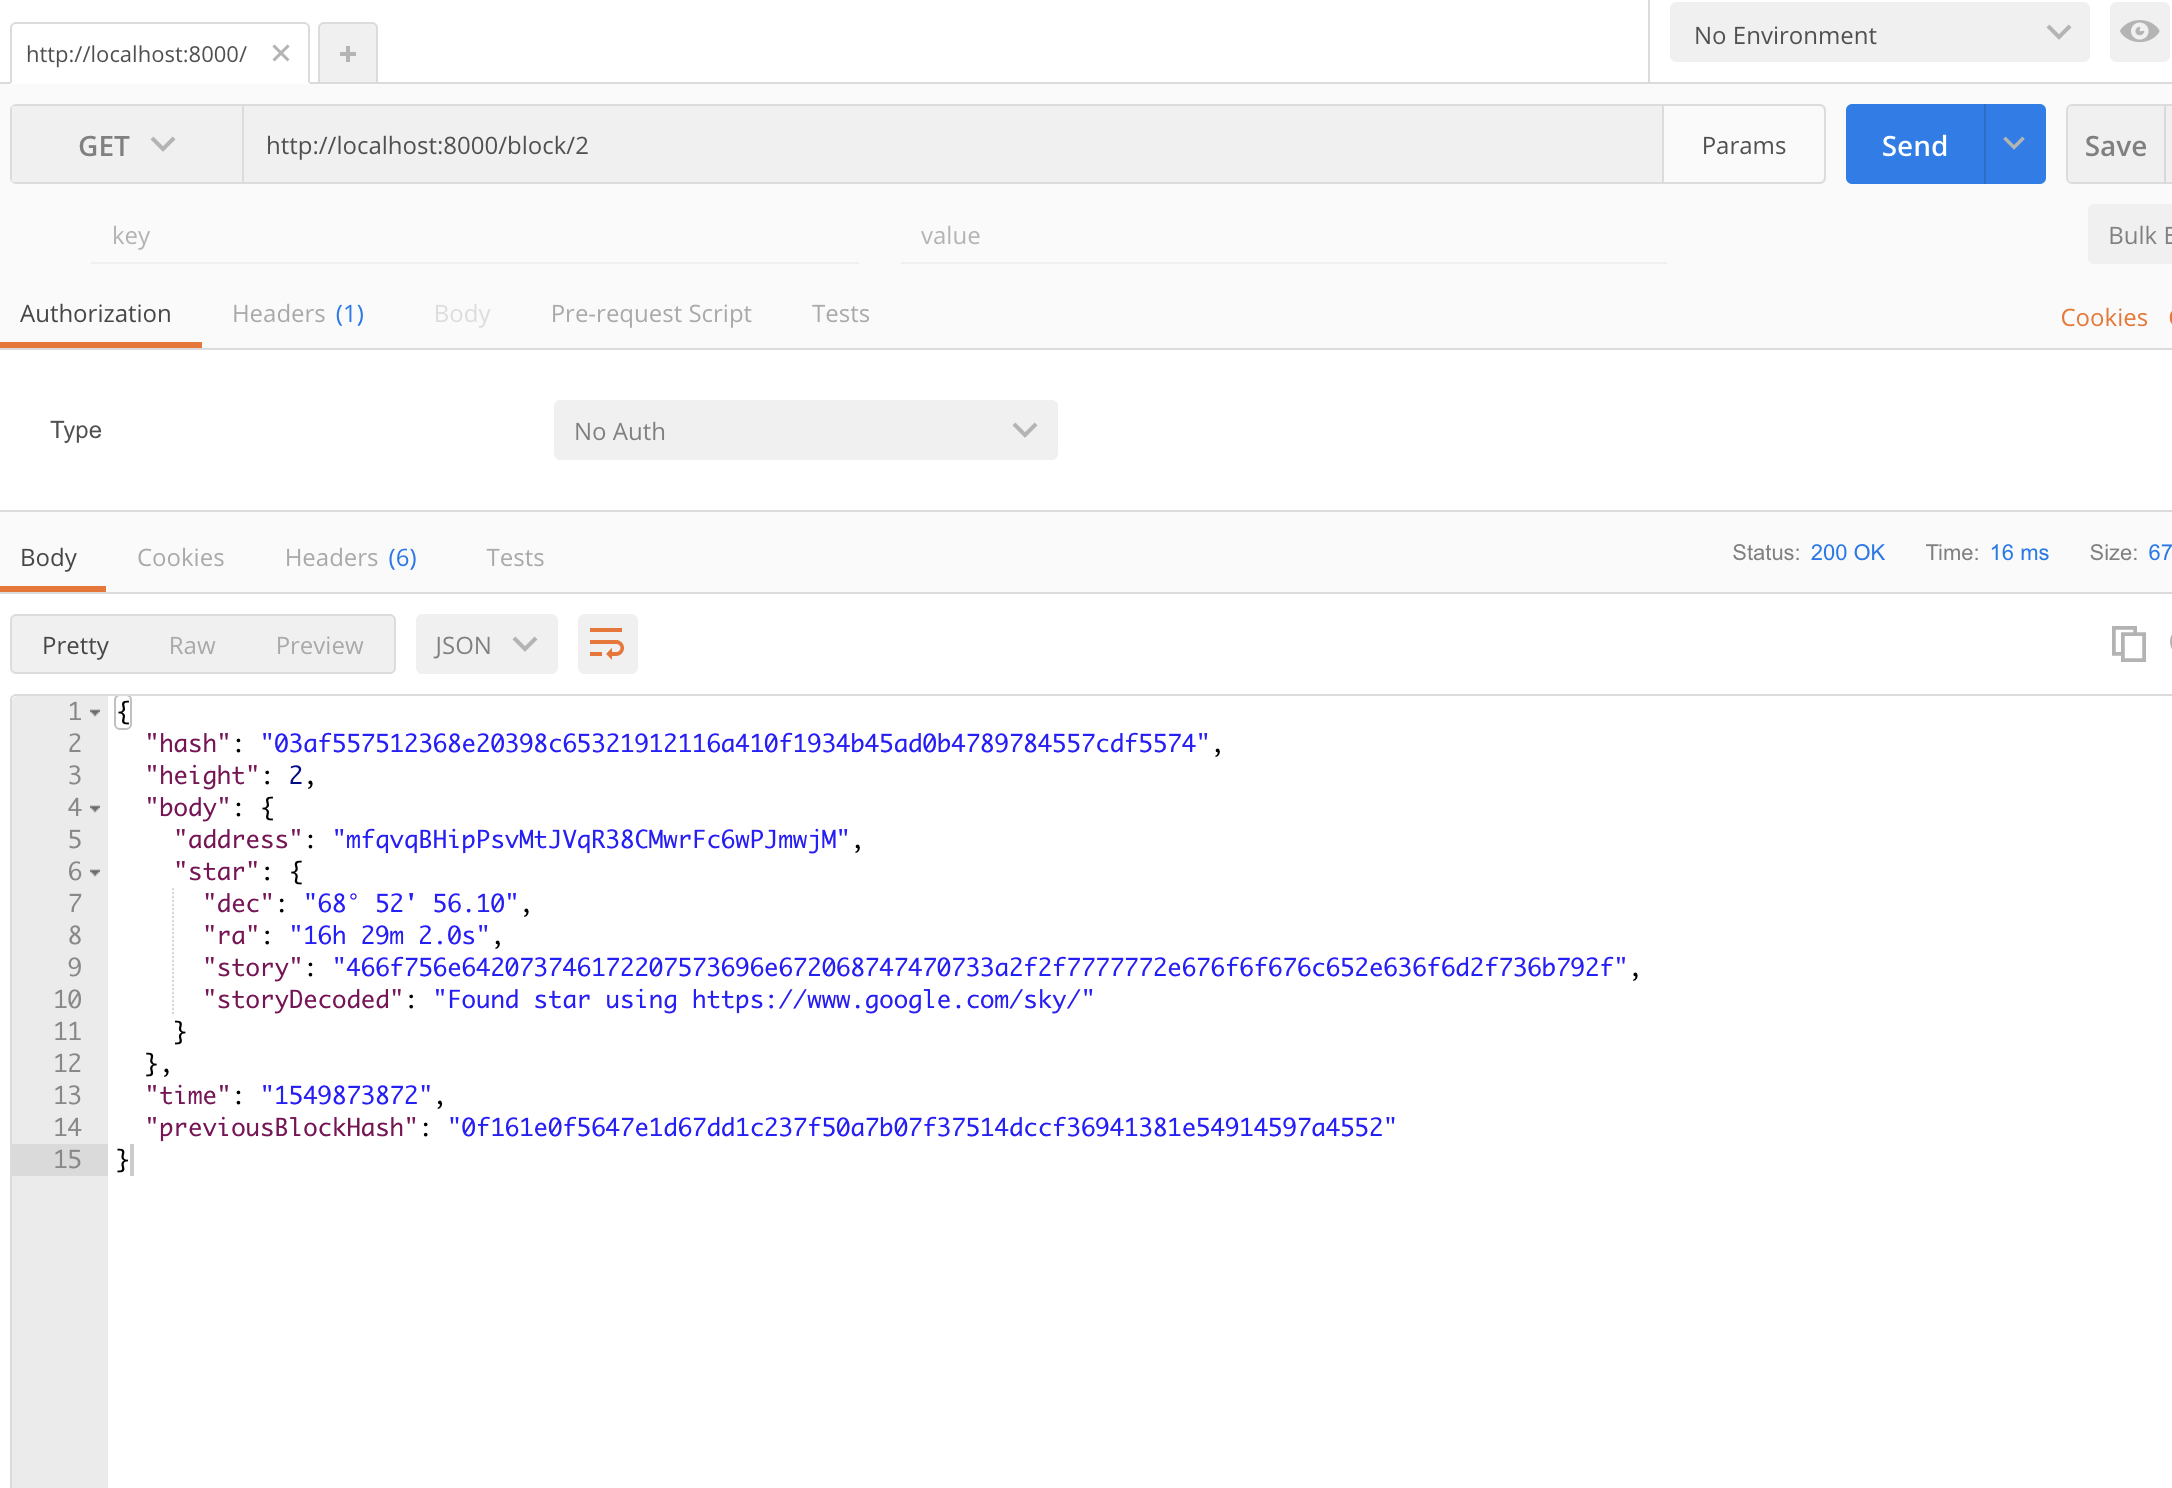 http://localhost:8000/
No Environment
GET http://localhost:8000/block/2 Params Send Save
key value Bulk E
Authorization Headers (1) Body Pre-request Script Tests Cookies
Type No Auth
Body Cookies Headers (6) Tests Status: 200 OK Time: 16 ms Size: 67
Pretty Raw Preview JSON
1 {
2 "hash": "03af557512368e20398c65321912116a410f1934b45ad0b4789784557cdf5574",
3 "height": 2,
4 "body": {
5 "address": "mfqvqBHipPsvMtJVqR38CMwrFc6wPJmwjM",
6 "star": {
7 "dec": "68° 52' 56.10",
8 "ra": "16h 29m 2.0s",
9 "story": "466f756e642073746172207573696e672068747470733a2f2f7777772e676f6f676c652e636f6d2f736b792f",
10 "storyDecoded": "Found star using https://www.google.com/sky/"
11 }
12 },
13 "time": "1549873872",
14 "previousBlockHash": "0f161e0f5647e1d67dd1c237f50a7b07f37514dccf36941381e54914597a4552"
15 }